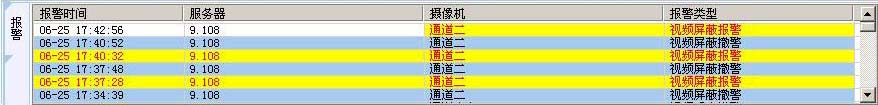 报警
报警时间 服务器 摄像机 报警类型
06-25 17:42:56 9.108 通道二 视频屏蔽报警
06-25 17:40:52 9.108 通道二 视频屏蔽撤警
06-25 17:40:32 9.108 通道二 视频屏蔽报警
06-25 17:37:48 9.108 通道二 视频屏蔽撤警
06-25 17:37:28 9.108 通道二 视频屏蔽报警
06-25 17:34:39 9.108 通道二 视频屏蔽撤警